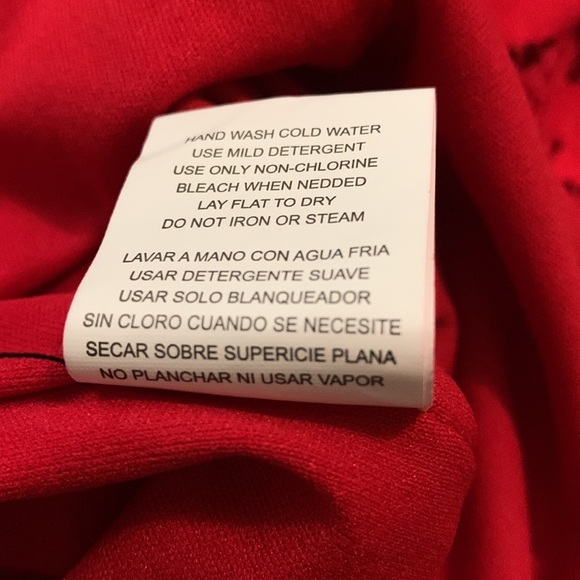 HAND WASH COLD WATER
USE MILD DETERGENT
USE ONLY NON-CHLORINE
BLEACH WHEN NEDDED
LAY FLAT TO DRY
DO NOT IRON OR STEAM
LAVAR A MANO CON AGUA FRIA
USAR DETERGENTE SUAVE
USAR SOLO BLANQUEADOR
SIN CLORO CUANDO SE NECESITE
SECAR SOBRE SUPERICIE PLANA
NO PLANCHAR NI USAR VAPOR